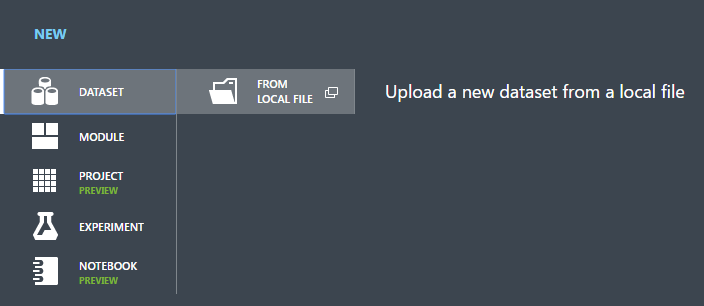 NEW
DATASET
FROM
LOCAL FILE
Upload a new dataset from a local file
MODULE
PROJECT
PREVIEW
EXPERIMENT
NOTEBOOK
PREVIEW